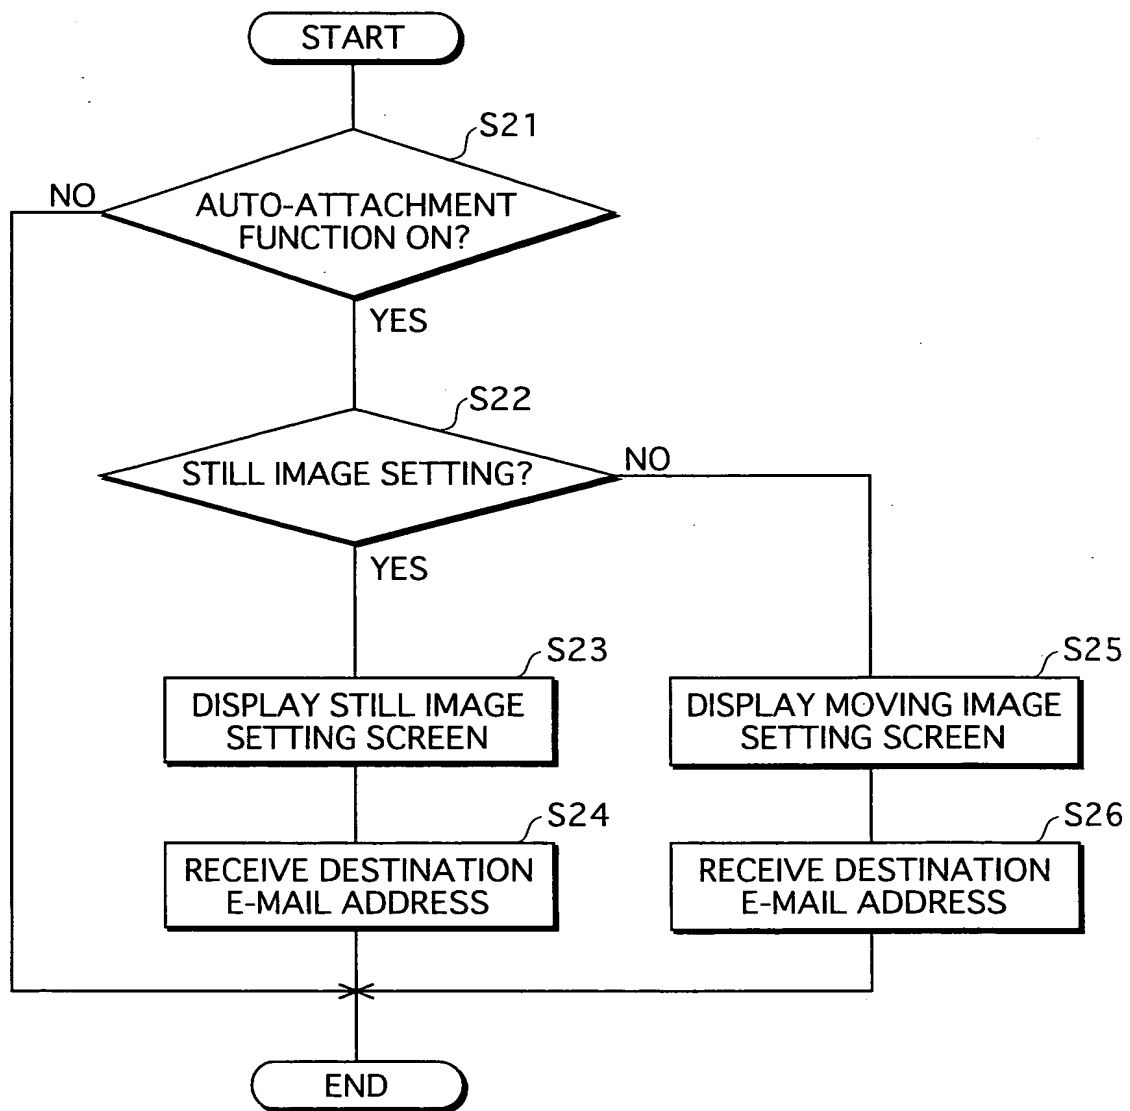 START
S21
NO
AUTO-ATTACHMENT
FUNCTION ON?
YES
S22
STILL IMAGE SETTING?
NO
YES
S23
DISPLAY STILL IMAGE
SETTING SCREEN
S25
DISPLAY MOVING IMAGE
SETTING SCREEN
S24
RECEIVE DESTINATION
E-MAIL ADDRESS
S26
RECEIVE DESTINATION
E-MAIL ADDRESS
END